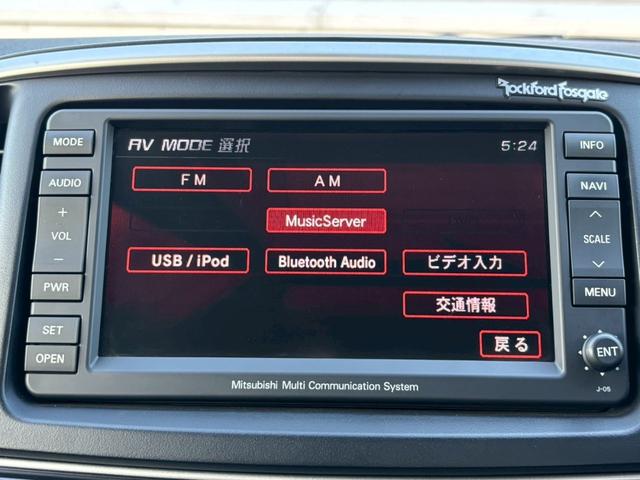 Rockford Fosgate
MODE
AUDIO
+
VOL
−
PWR
SET
OPEN
AV MODE 選択
5:24
FM
AM
MusicServer
USB / iPod
Bluetooth Audio
ビデオ入力
交通情報
戻る
INFO
NAVI
SCALE
MENU
ENT
J-05
Mitsubishi Multi Communication System